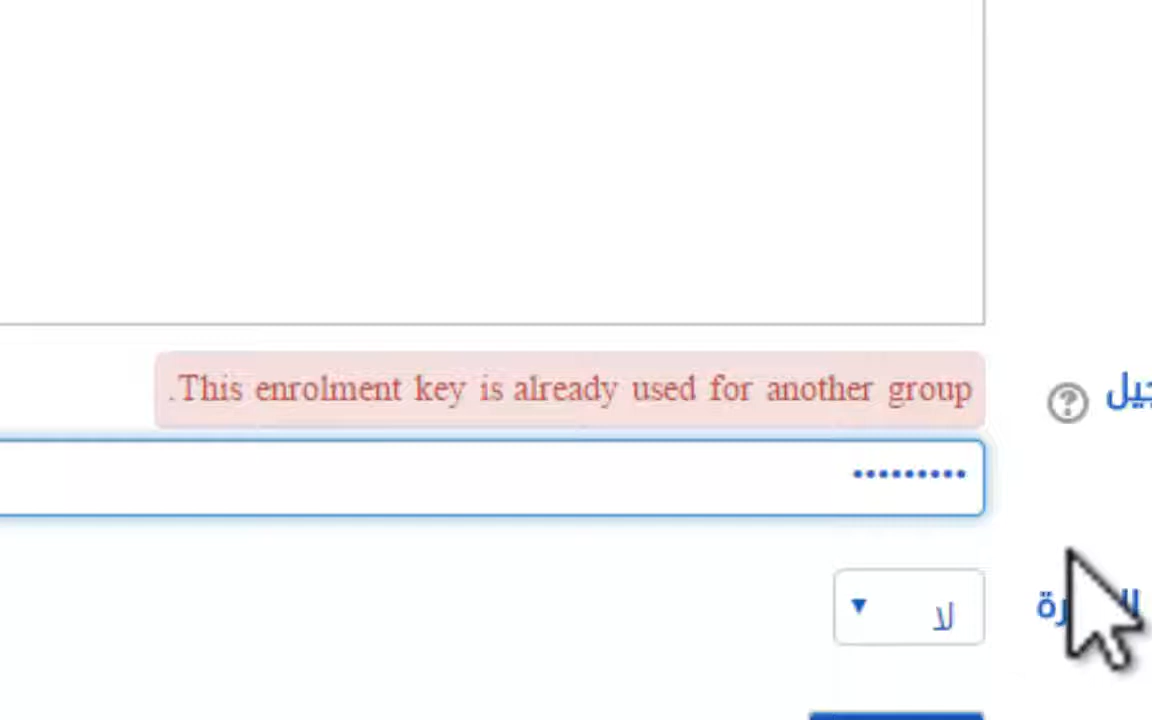 .This enrolment key is already used for another group
•••••••••
لا